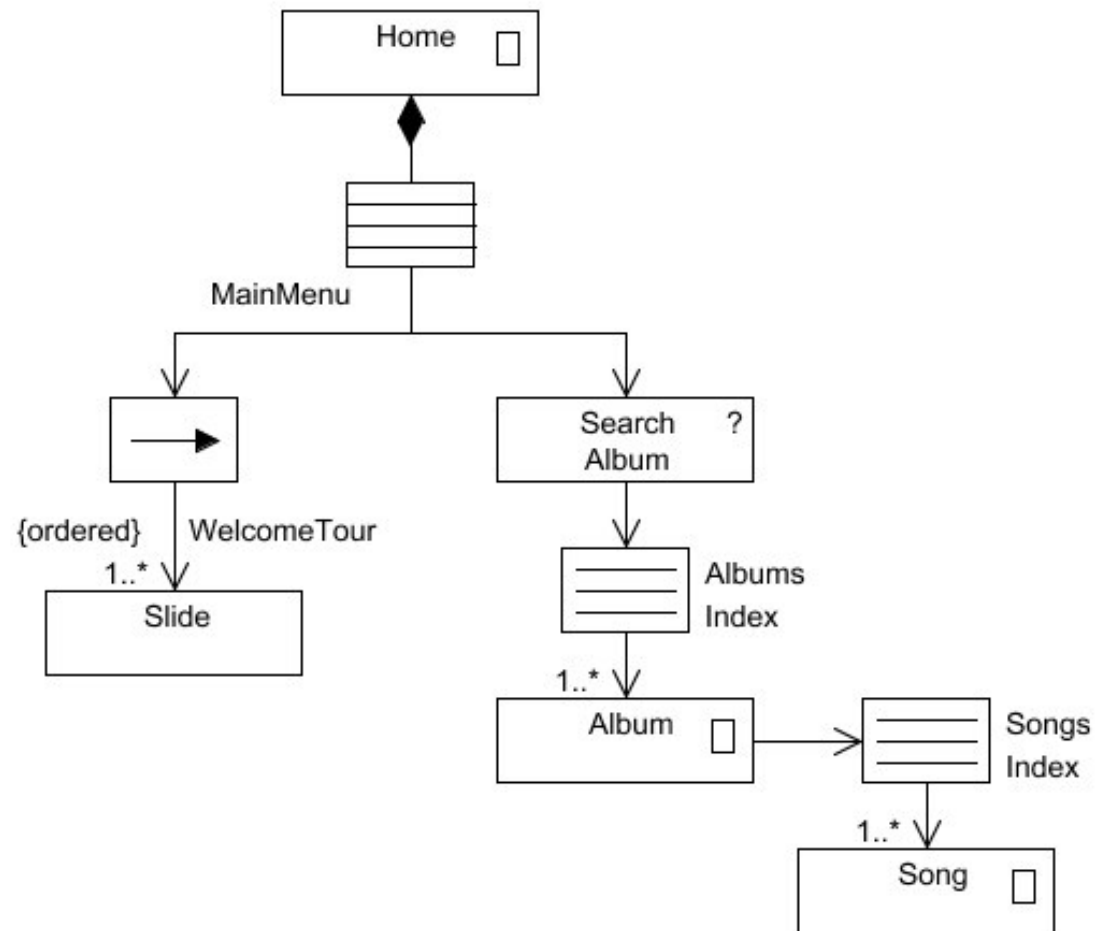 Home
MainMenu
Search ?
Album
{ordered} WelcomeTour
1..*
Slide
Albums
Index
1..*
Album
Songs
Index
1..*
Song